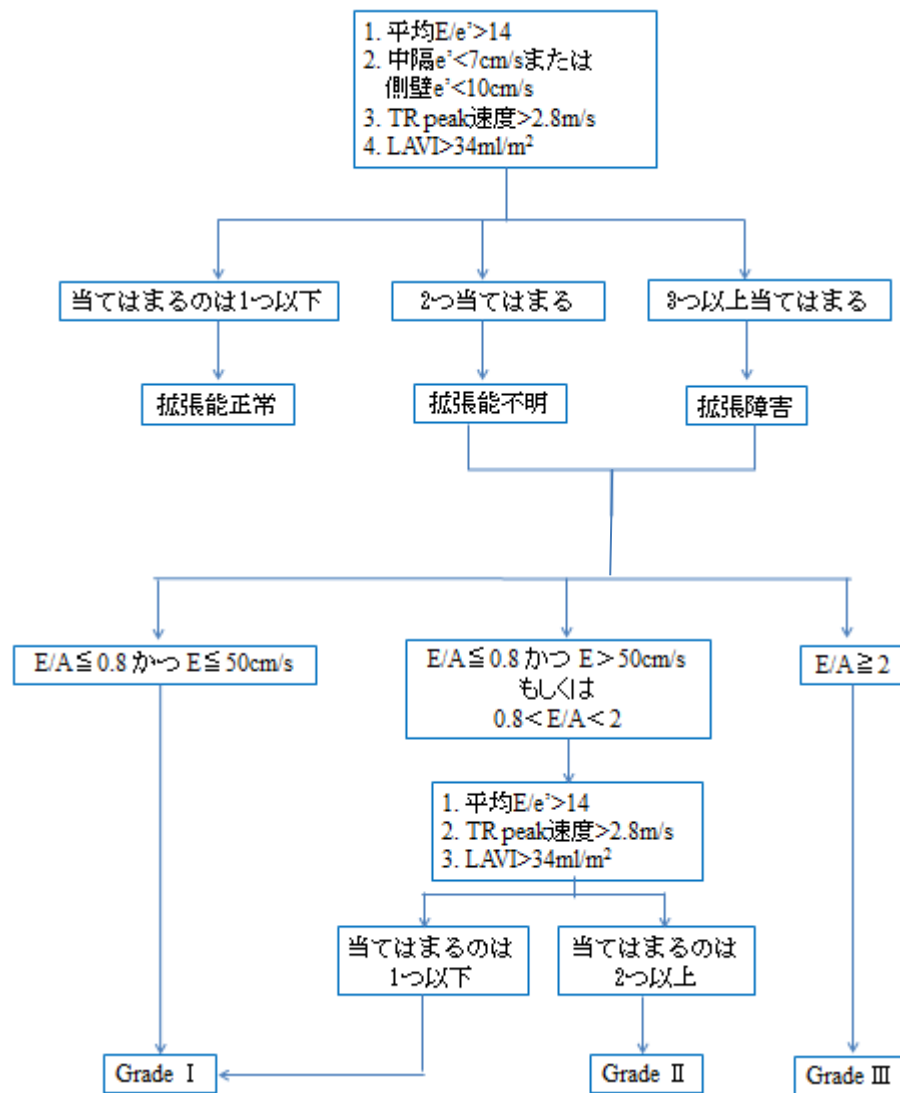 1. 平均E/e’>14
2. 中隔e’<7cm/sまたは
側壁e’<10cm/s
3. TR peak速度>2.8m/s
4. LAVI>34ml/m²
当てはまるのは1つ以下
2つ当てはまる
3つ以上当てはまる
拡張能正常
拡張能不明
拡張障害
E/A≦0.8 かつ E≦50cm/s
E/A≦0.8 かつ E＞50cm/s
もしくは
0.8＜E/A＜2
E/A≧2
1. 平均E/e’>14
2. TR peak速度>2.8m/s
3. LAVI>34ml/m²
当てはまるのは
1つ以下
当てはまるのは
2つ以上
Grade Ⅰ
Grade Ⅱ
Grade Ⅲ